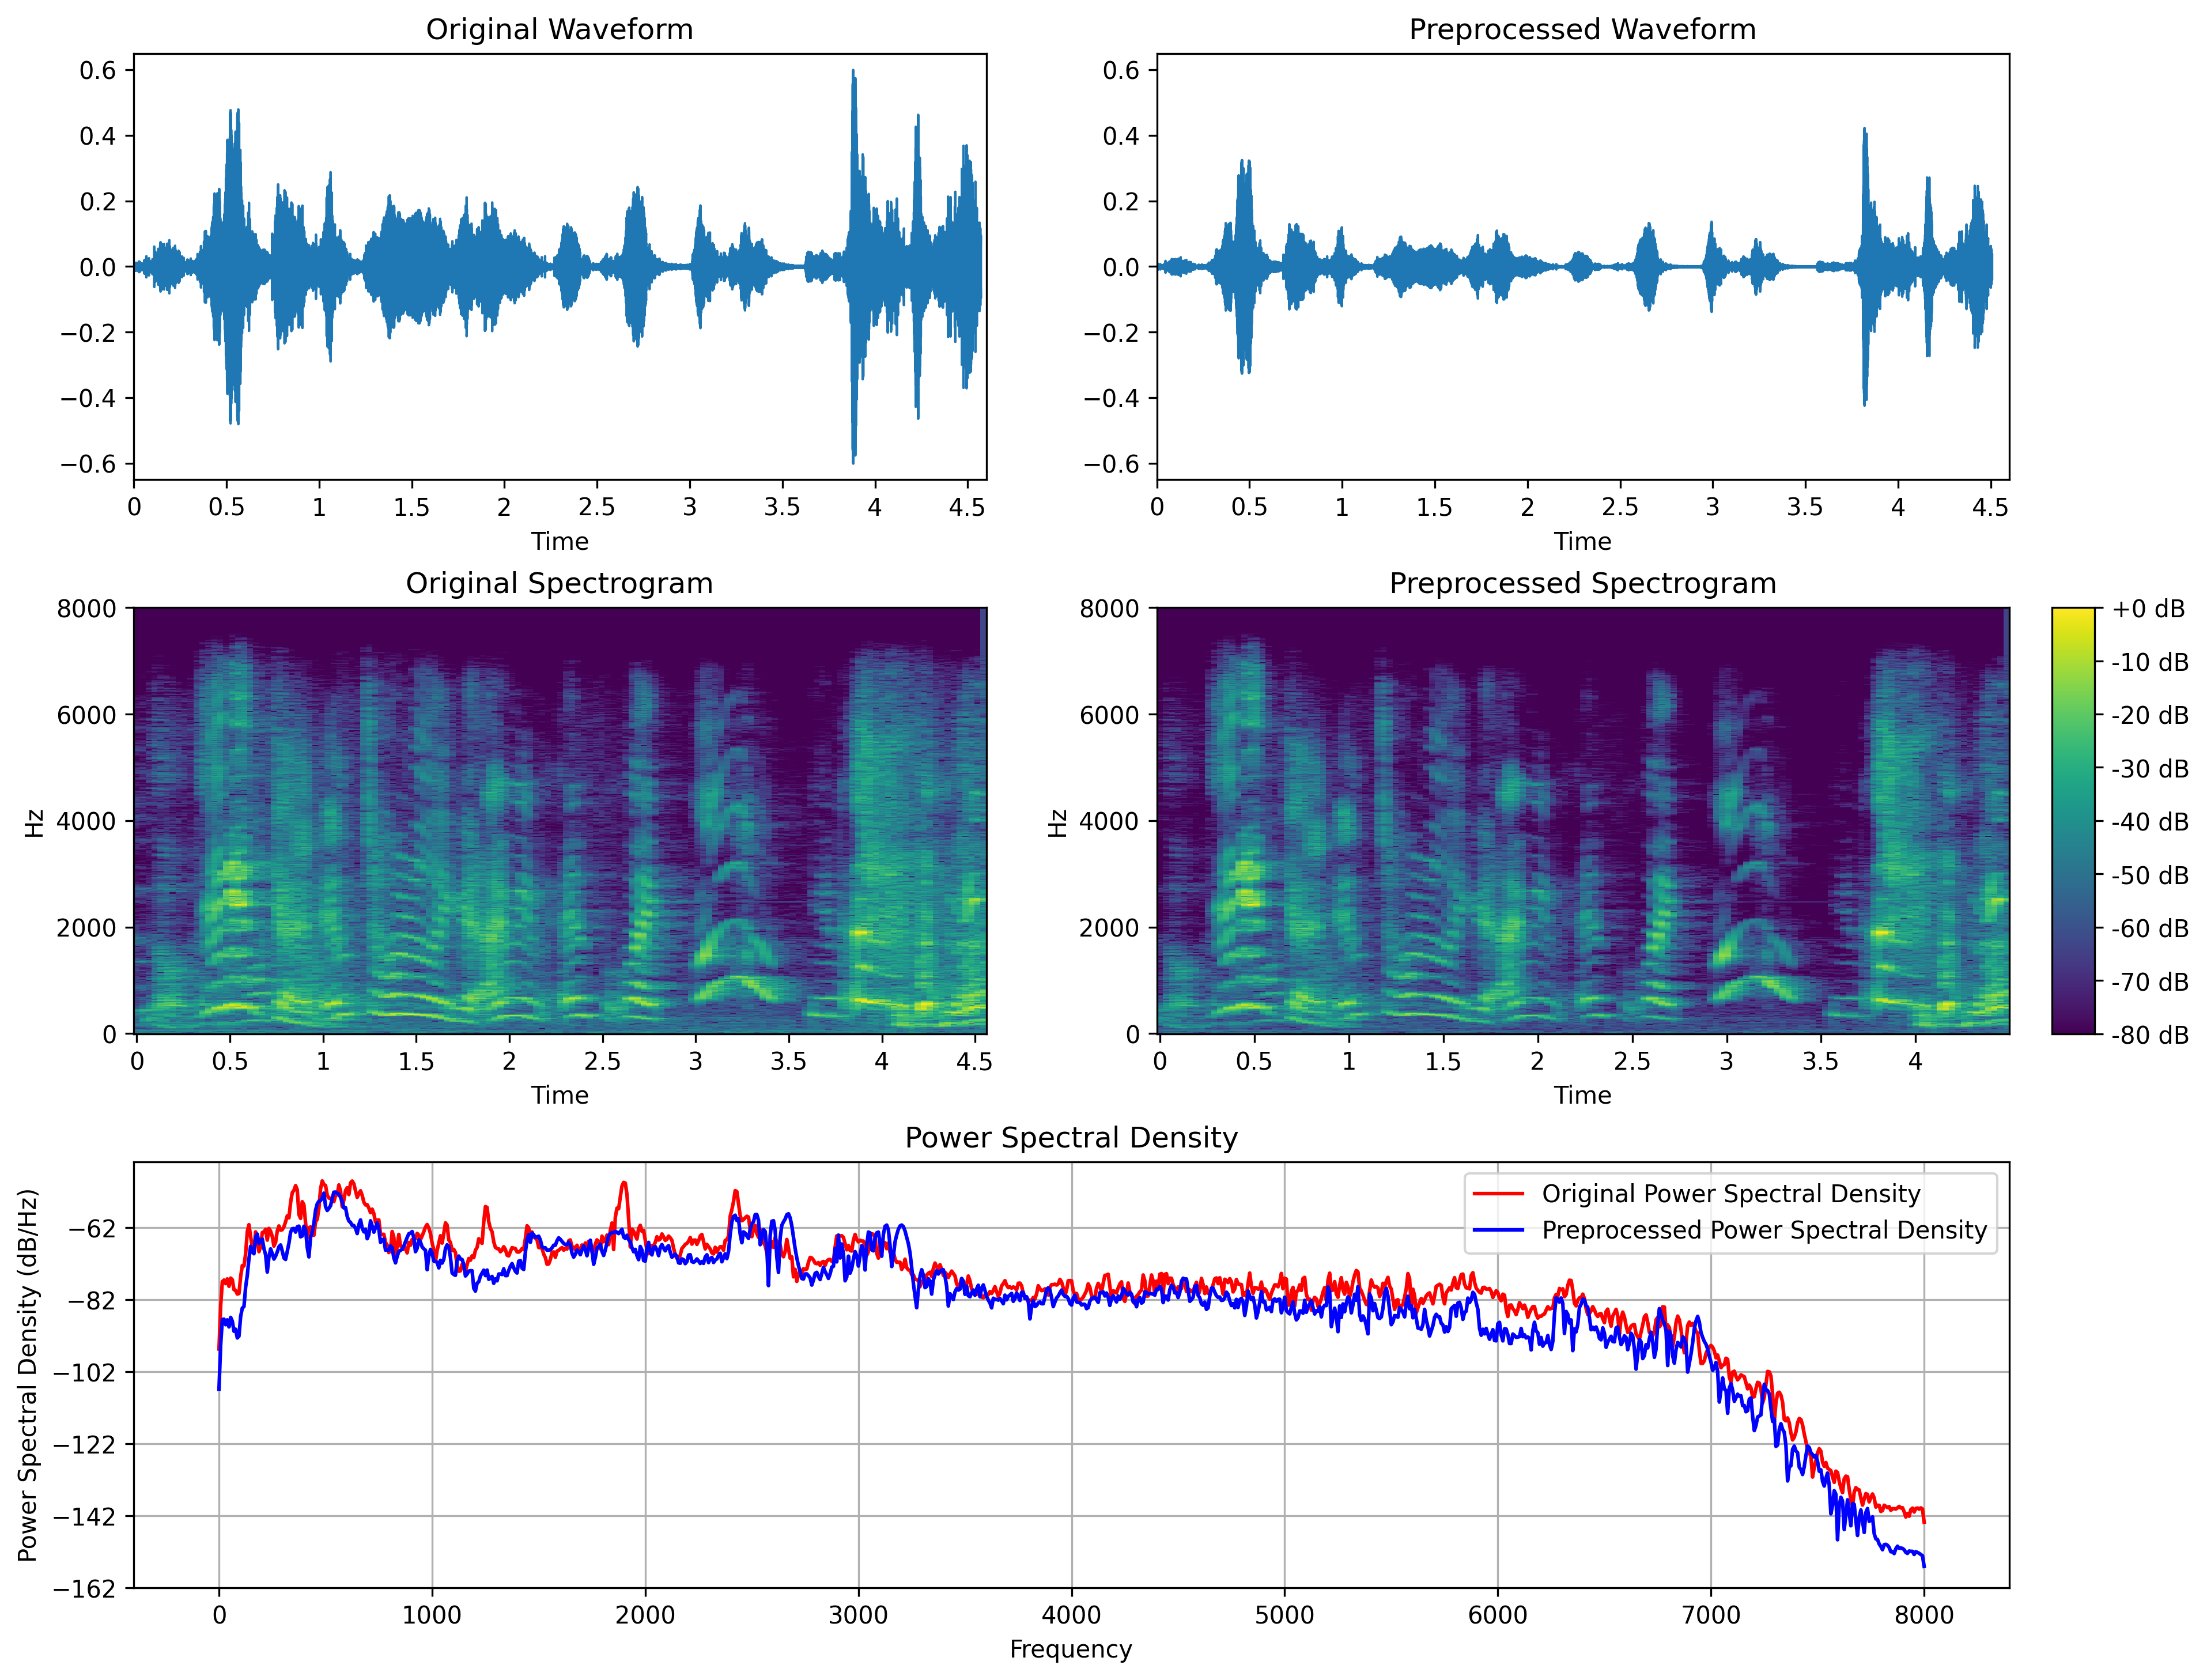 Original Waveform
0.6
0.4
0.2
0.0
−0.2
−0.4
−0.6
0 0.5 1 1.5 2 2.5 3 3.5 4 4.5
Time
Preprocessed Waveform
0.6
0.4
0.2
0.0
−0.2
−0.4
−0.6
0 0.5 1 1.5 2 2.5 3 3.5 4 4.5
Time
Original Spectrogram
8000
6000
4000
2000
0
Hz
0 0.5 1 1.5 2 2.5 3 3.5 4 4.5
Time
Preprocessed Spectrogram
8000
6000
4000
2000
0
Hz
0 0.5 1 1.5 2 2.5 3 3.5 4
Time
+0 dB
-10 dB
-20 dB
-30 dB
-40 dB
-50 dB
-60 dB
-70 dB
-80 dB
Power Spectral Density
Original Power Spectral Density
Preprocessed Power Spectral Density
−62
−82
−102
−122
−142
−162
Power Spectral Density (dB/Hz)
0 1000 2000 3000 4000 5000 6000 7000 8000
Frequency